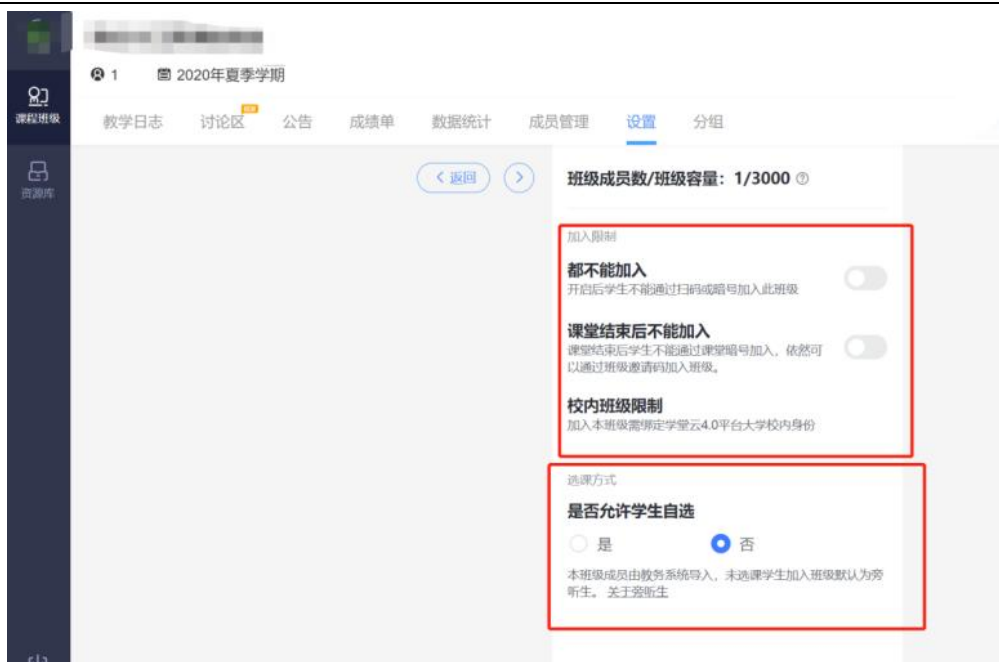 1 2020年夏季学期
课程班级
教学日志 讨论区 公告 成绩单 数据统计 成员管理 设置 分组
资源库
返回
班级成员数/班级容量：1/3000
加入限制
都不能加入
开启后学生不能通过扫码或暗号加入此班级
课堂结束后不能加入
课堂结束后学生不能通过课堂暗号加入，依然可
以通过班级邀请码加入班级。
校内班级限制
加入本班级需绑定学堂云4.0平台大学校内身份
选课方式
是否允许学生自选
是 否
本班级成员由教务系统导入，未选课学生加入班级默认为旁
听生。 关于旁听生